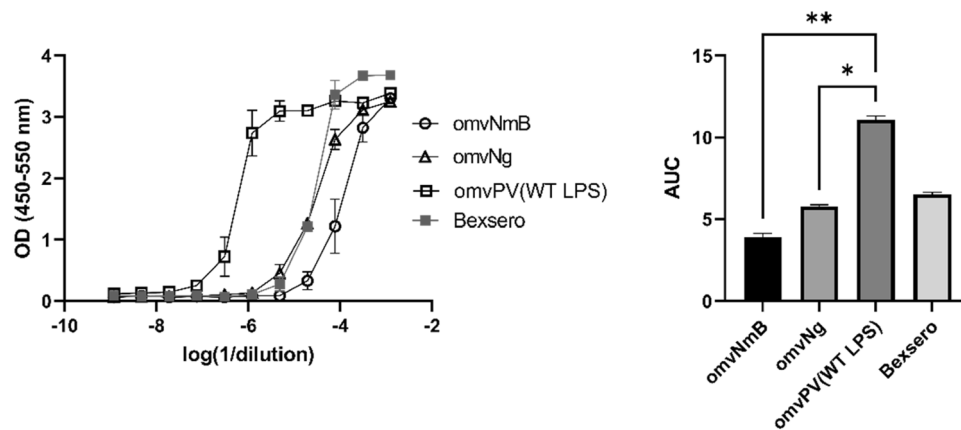 4
3
2
1
0
OD (450-550 nm)
-10
-8
-6
-4
-2
log(1/dilution)
omvNmB
omvNg
omvPV(WT LPS)
Bexsero
**
*
15
10
5
0
AUC
omvNmB
omvNg
omvPV(WT LPS)
Bexsero